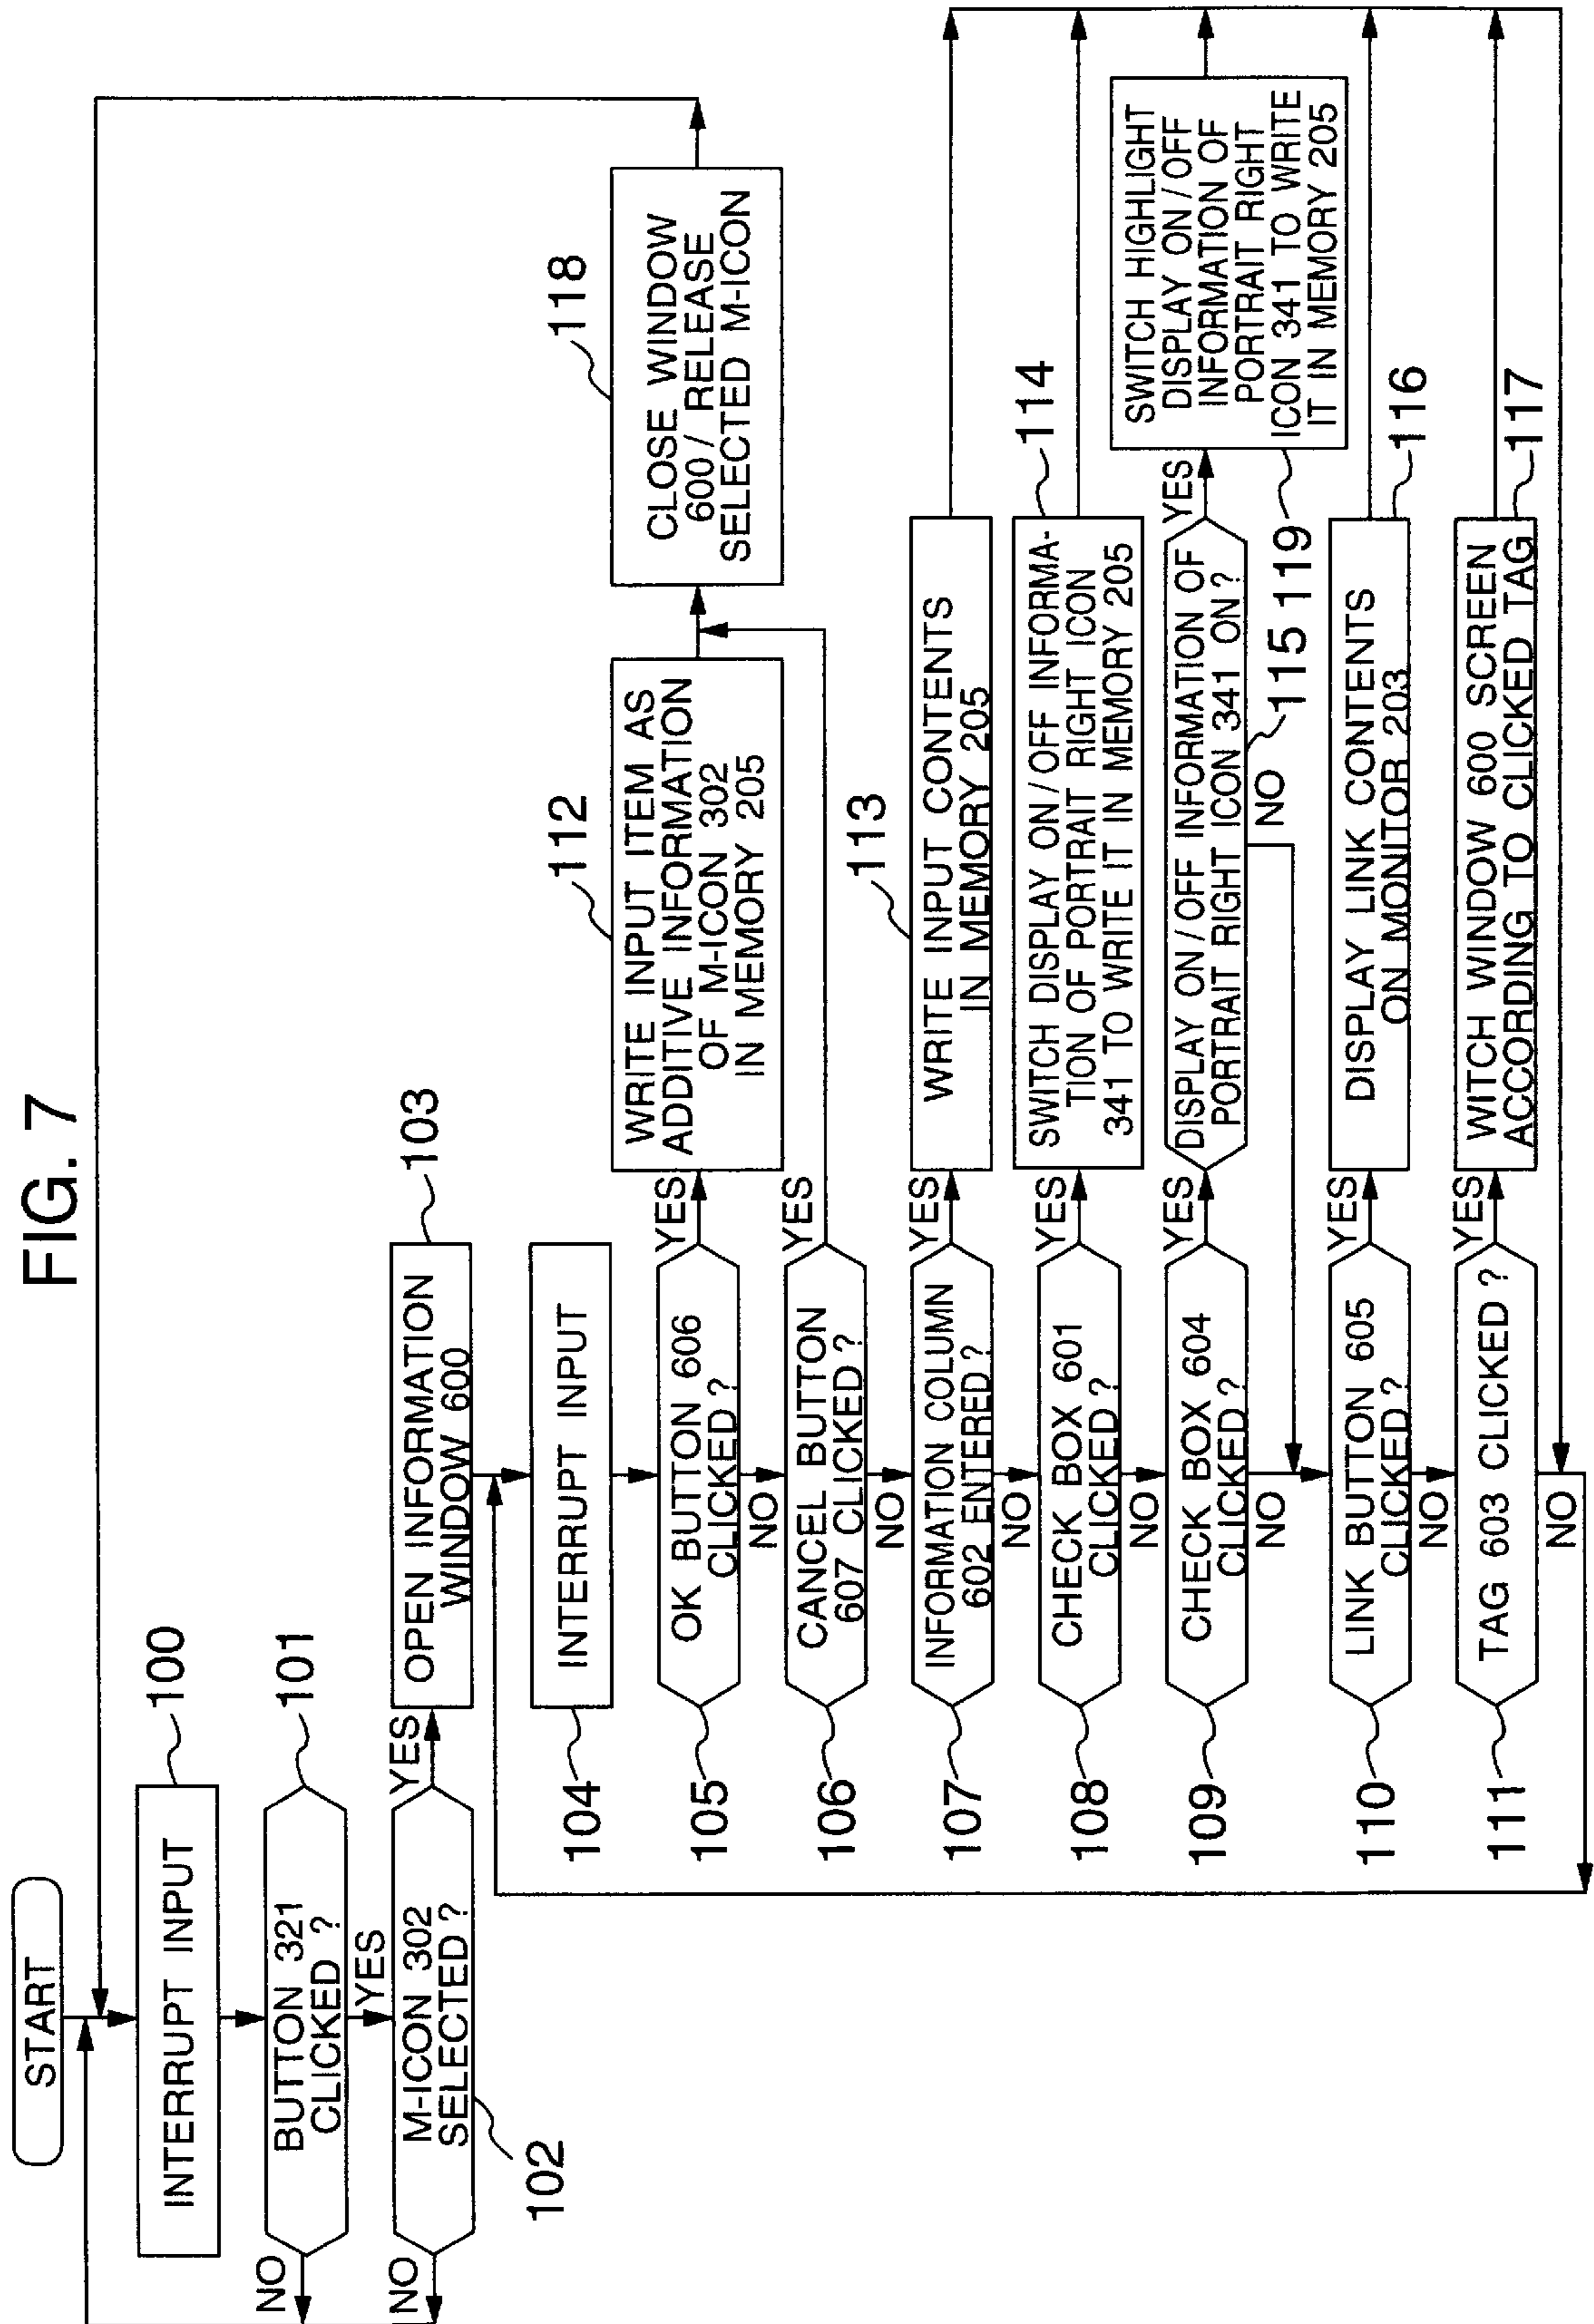 FIG. 7
START
INTERRUPT INPUT
100
BUTTON 321
CLICKED ?
101
NO
YES
M-ICON 302
SELECTED ?
102
NO
YES
OPEN INFORMATION
WINDOW 600
103
INTERRUPT INPUT
104
OK BUTTON 606
CLICKED ?
105
YES
NO
WRITE INPUT ITEM AS
ADDITIVE INFORMATION
OF M-ICON 302
IN MEMORY 205
112
CLOSE WINDOW
600/ RELEASE
SELECTED M-ICON
118
CANCEL BUTTON
607 CLICKED ?
106
YES
NO
INFORMATION COLUMN
602 ENTERED ?
107
YES
NO
WRITE INPUT CONTENTS
IN MEMORY 205
113
CHECK BOX 601
CLICKED ?
108
YES
NO
SWITCH DISPLAY ON/OFF INFORMA-
TION OF PORTRAIT RIGHT ICON
341 TO WRITE IT IN MEMORY 205
114
CHECK BOX 604
CLICKED ?
109
YES
NO
DISPLAY ON/OFF INFORMATION OF
PORTRAIT RIGHT ICON 341 ON ?
115
YES
NO
SWITCH HIGHLIGHT
DISPLAY ON/OFF
INFORMATION OF
PORTRAIT RIGHT
ICON 341 TO WRITE
IT IN MEMORY 205
119
LINK BUTTON 605
CLICKED ?
110
YES
NO
DISPLAY LINK CONTENTS
ON MONITOR 203
116
TAG 603 CLICKED ?
111
YES
NO
WITCH WINDOW 600 SCREEN
ACCORDING TO CLICKED TAG
117